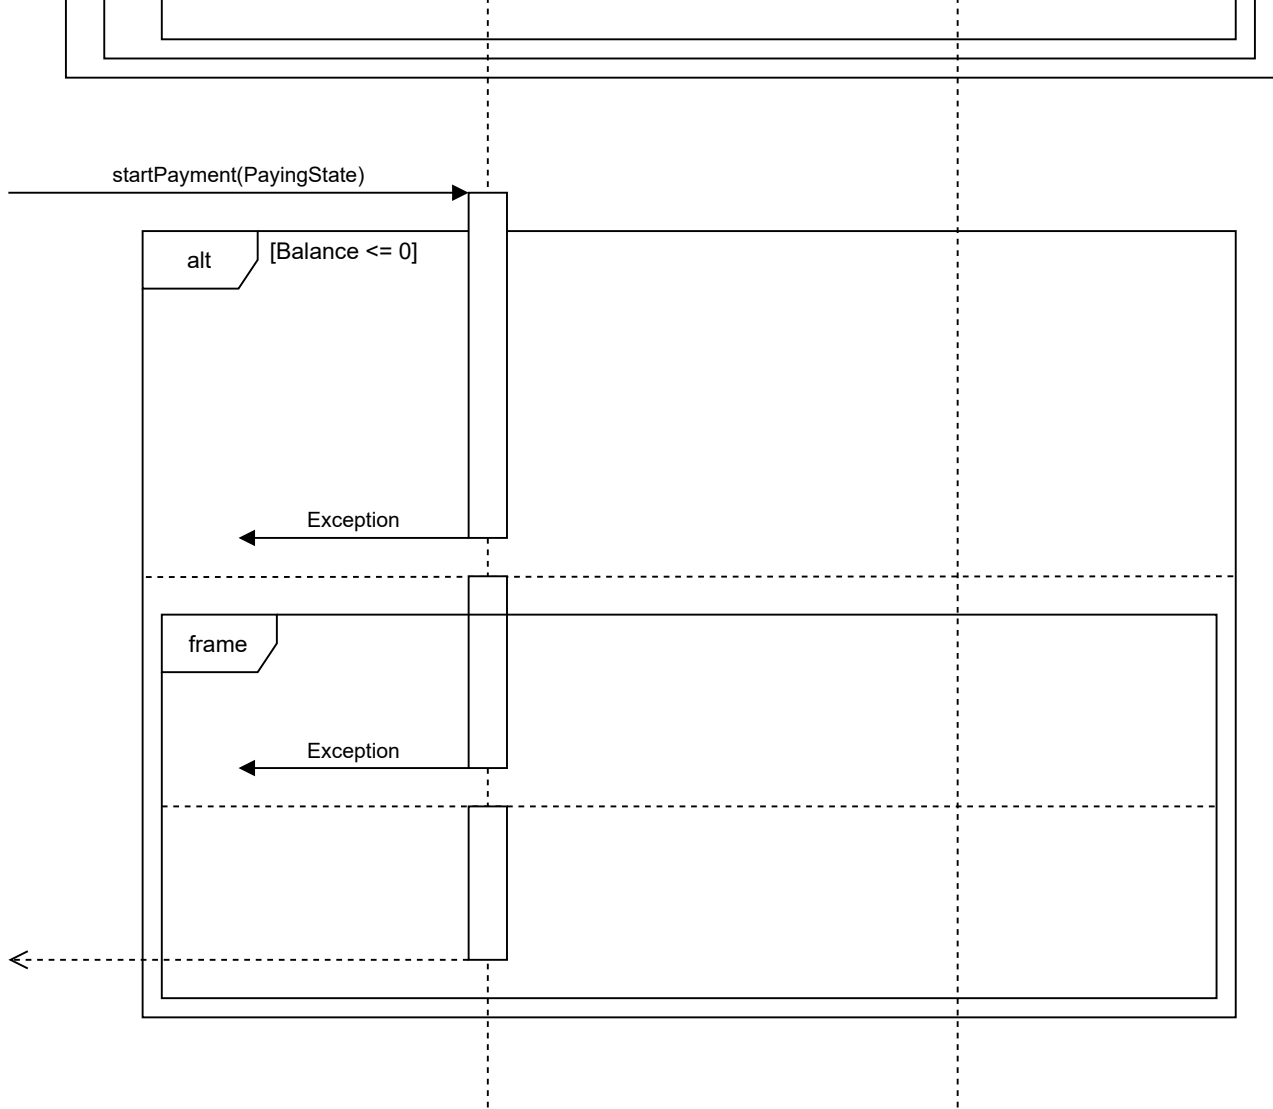 startPayment(PayingState)
alt
[Balance <= 0]
Exception
frame
Exception